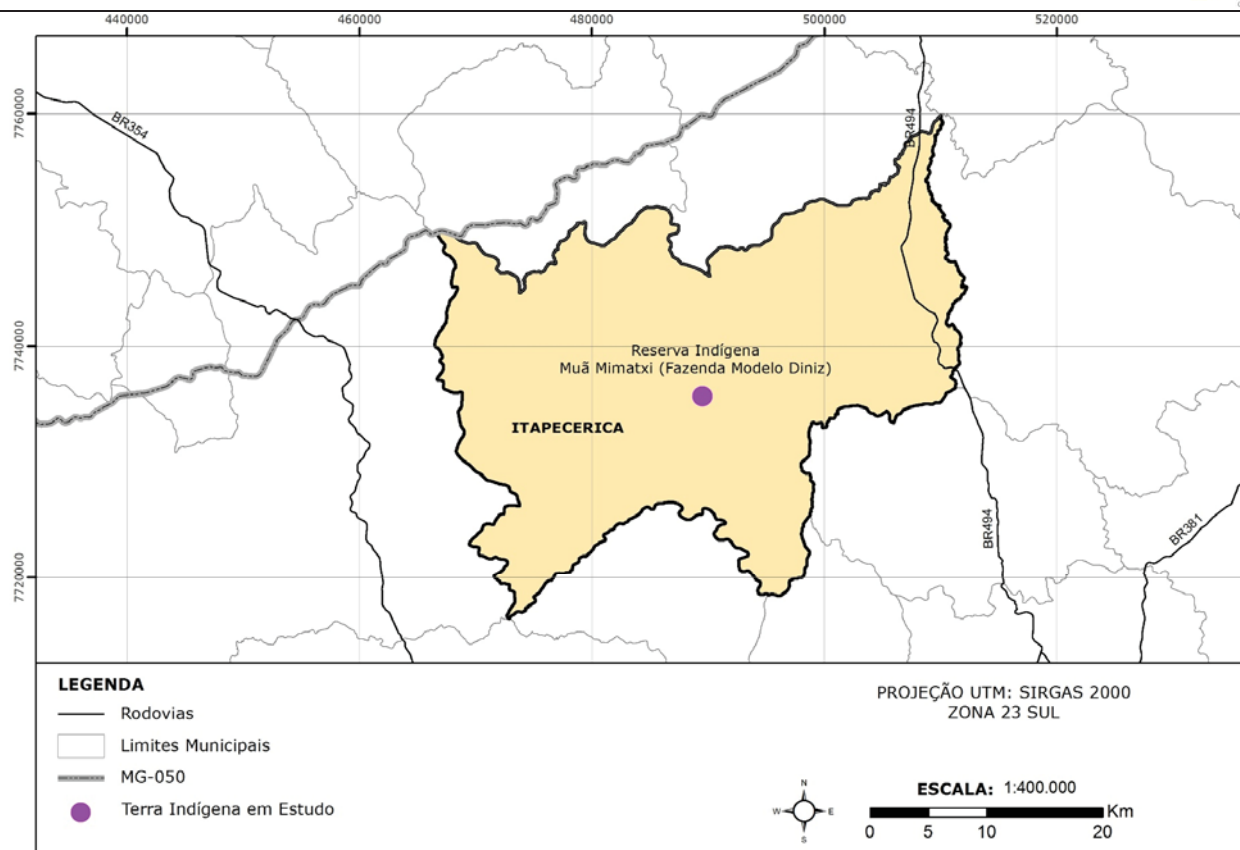 440000
460000
480000
500000
520000
7760000
7740000
7720000
BR354
BR494
Reserva Indígena
Muã Mimatxi (Fazenda Modelo Diniz)
ITAPECERICA
BR494
BR381
LEGENDA
Rodovias
Limites Municipais
MG-050
Terra Indígena em Estudo
PROJEÇÃO UTM: SIRGAS 2000
ZONA 23 SUL
N
W
E
S
ESCALA: 1:400.000
Km
0 5 10 20